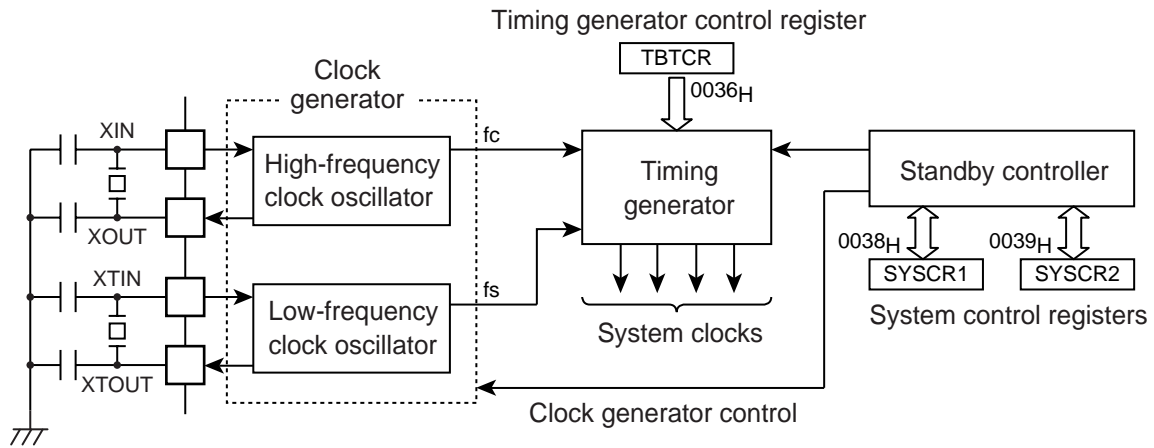 Timing generator control register
TBTCR
0036H
Clock
generator
XIN
High-frequency
clock oscillator
fc
Timing
generator
Standby controller
XOUT
0038H
0039H
SYSCR1
SYSCR2
XTIN
Low-frequency
clock oscillator
fs
System clocks
System control registers
XTOUT
Clock generator control